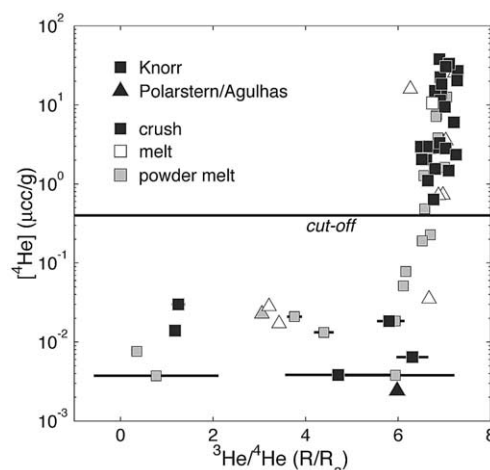 10²
Knorr
Polarstern/Agulhas
10¹
crush
melt
powder melt
10⁰
cut-off
[⁴He] (μcc/g)
10⁻¹
10⁻²
10⁻³
0 2 4 6 8
³He/⁴He (R/Rₐ)